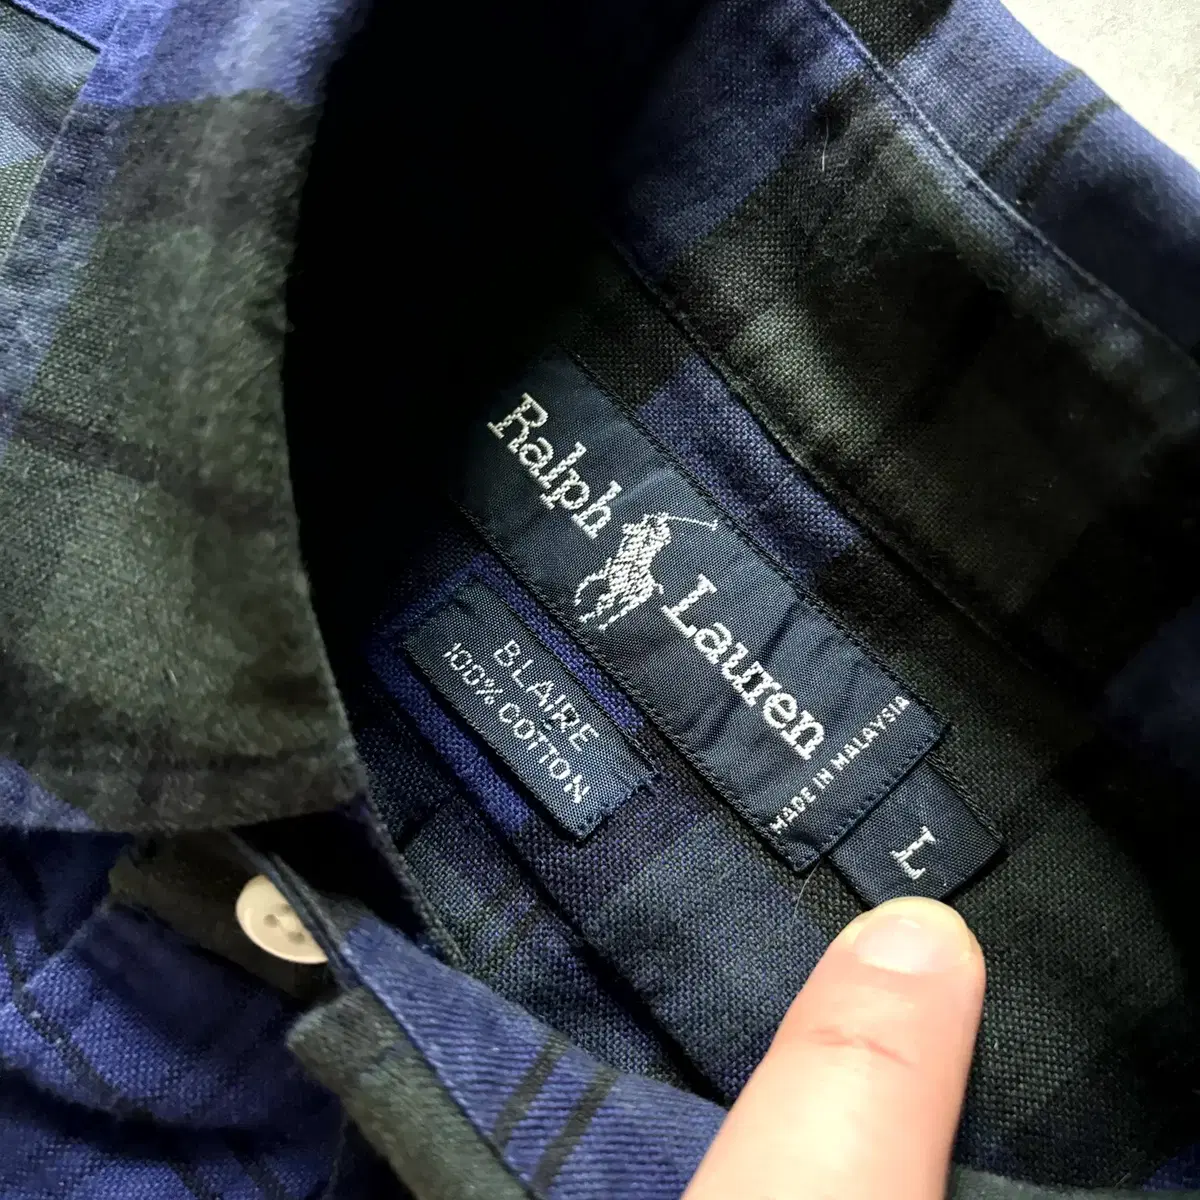 Ralph Lauren
MADE IN MALAYSIA
L
BLAIRE
100% COTTON